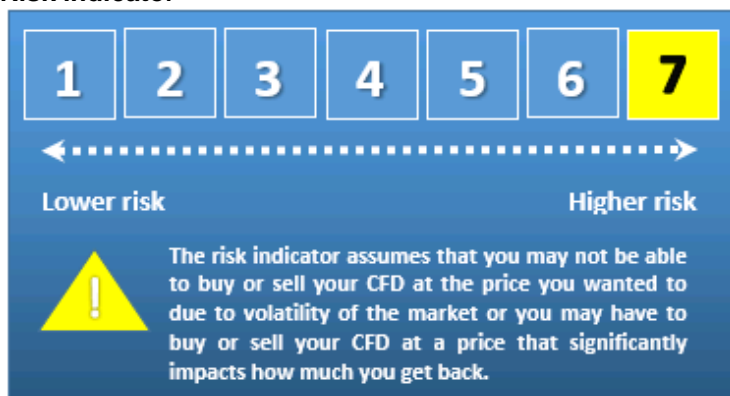 Risk indicator
1 2 3 4 5 6 7
Lower risk Higher risk
!
The risk indicator assumes that you may not be able
to buy or sell your CFD at the price you wanted to
due to volatility of the market or you may have to
buy or sell your CFD at a price that significantly
impacts how much you get back.